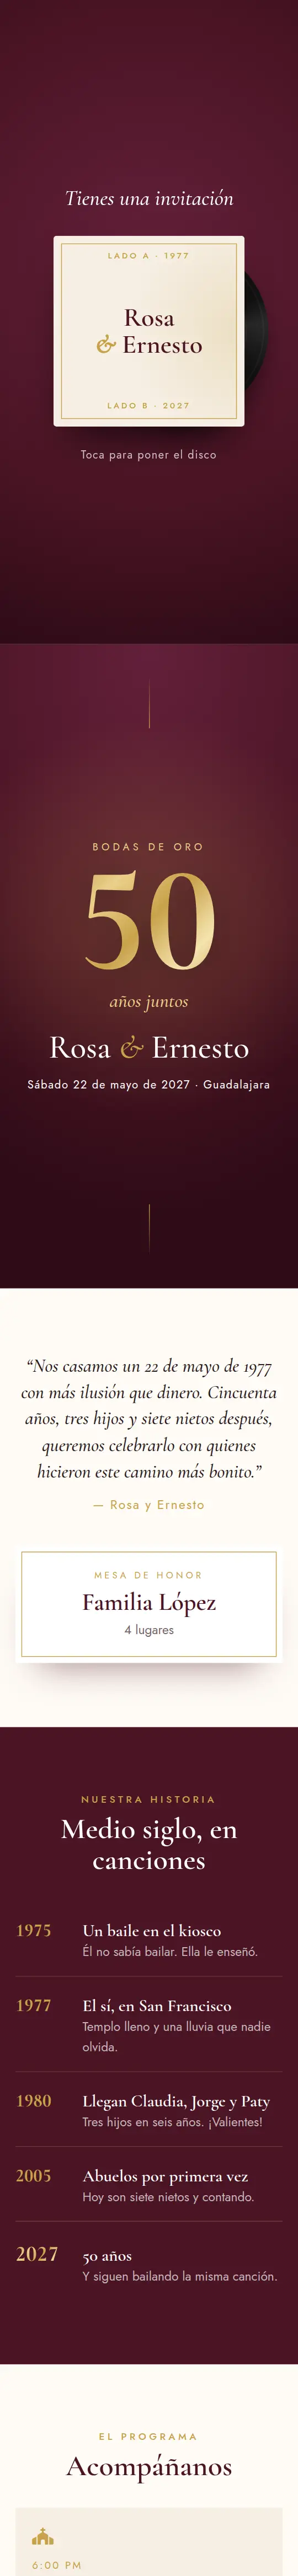 Tienes una invitación
LADO A · 1977
Rosa
& Ernesto
LADO B · 2027
Toca para poner el disco
BODAS DE ORO
50
años juntos
Rosa & Ernesto
Sábado 22 de mayo de 2027 · Guadalajara
“Nos casamos un 22 de mayo de 1977
con más ilusión que dinero. Cincuenta
años, tres hijos y siete nietos después,
queremos celebrarlo con quienes
hicieron este camino más bonito.”
— Rosa y Ernesto
MESA DE HONOR
Familia López
4 lugares
NUESTRA HISTORIA
Medio siglo, en
canciones
1975 Un baile en el kiosco
Él no sabía bailar. Ella le enseñó.
1977 El sí, en San Francisco
Templo lleno y una lluvia que nadie
olvida.
1980 Llegan Claudia, Jorge y Paty
Tres hijos en seis años. ¡Valientes!
2005 Abuelos por primera vez
Hoy son siete nietos y contando.
2027 50 años
Y siguen bailando la misma canción.
EL PROGRAMA
Acompáñanos
6:00 PM